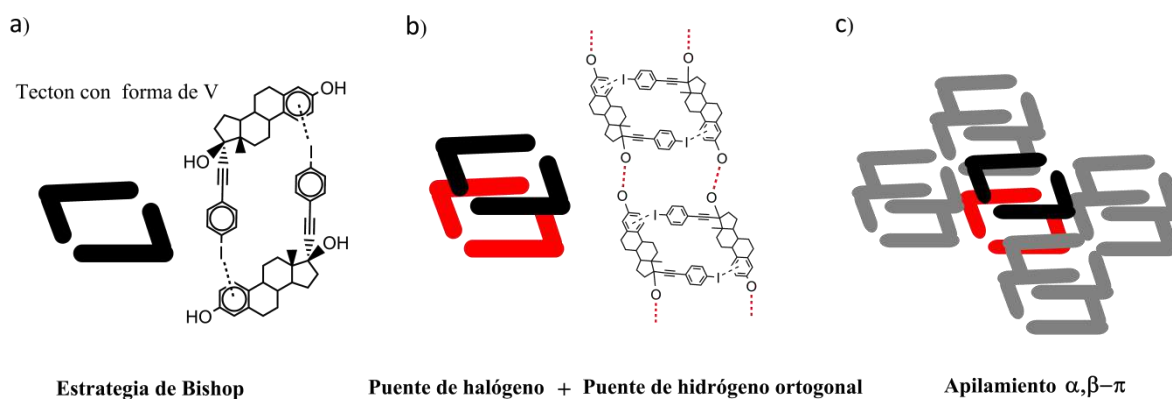 a)
Tecton con forma de V
OH
HO
I
I
OH
HO
Estrategia de Bishop
b)
O
O
I
I
O
O
O
O
I
I
O
O
Puente de halógeno + Puente de hidrógeno ortogonal
c)
Apilamiento α,β−π